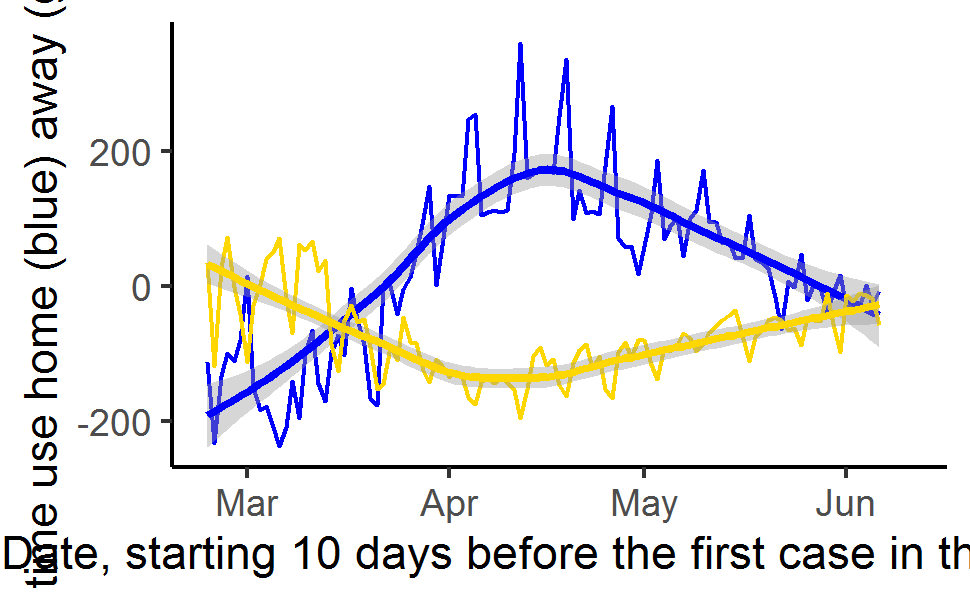 time use home (blue) away (
200
0
-200
Mar Apr May Jun
Date, starting 10 days before the first case in th